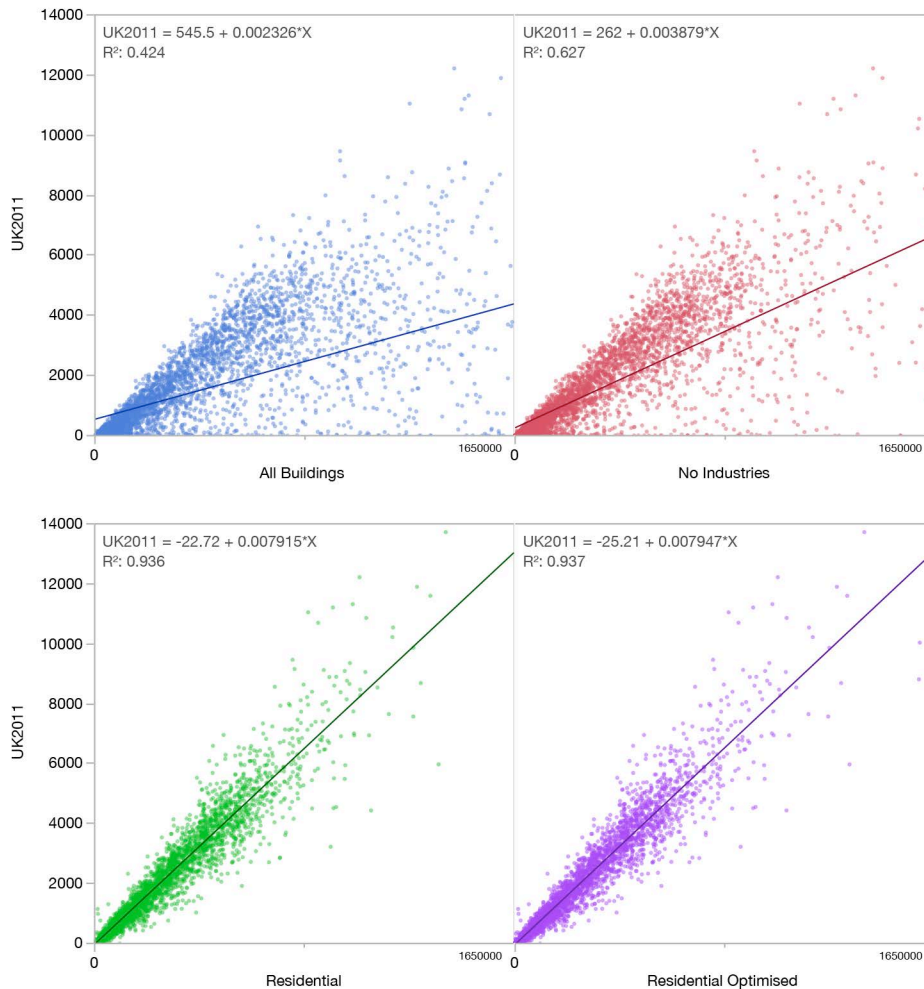 14000
12000
10000
8000
6000
4000
2000
0
UK2011
UK2011 = 545.5 + 0.002326*X
R²: 0.424
0
1650000
All Buildings
UK2011 = 262 + 0.003879*X
R²: 0.627
0
1650000
No Industries
14000
12000
10000
8000
6000
4000
2000
0
UK2011
UK2011 = -22.72 + 0.007915*X
R²: 0.936
0
1650000
Residential
UK2011 = -25.21 + 0.007947*X
R²: 0.937
0
1650000
Residential Optimised